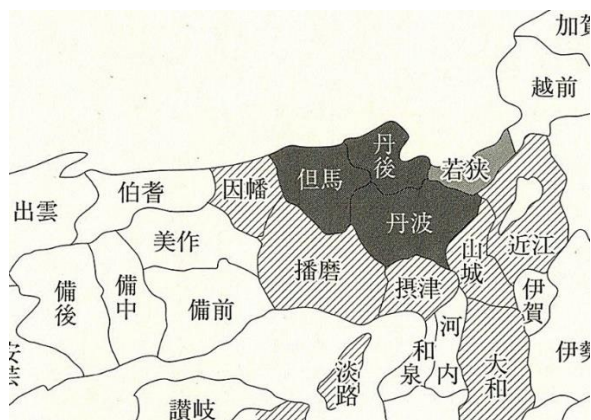 加賀
越前
丹後
若狭
但馬
因幡
伯耆
出雲
丹波
美作
山城
近江
播磨
備後
備中
備前
摂津
伊賀
河内
和泉
大和
伊勢
安芸
淡路
讃岐